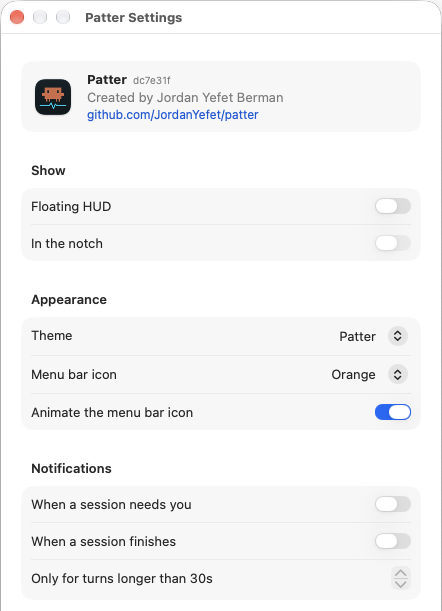 Patter Settings
Patter dc7e31f
Created by Jordan Yefet Berman
github.com/JordanYefet/patter
Show
Floating HUD
In the notch
Appearance
Theme Patter
Menu bar icon Orange
Animate the menu bar icon
Notifications
When a session needs you
When a session finishes
Only for turns longer than 30s